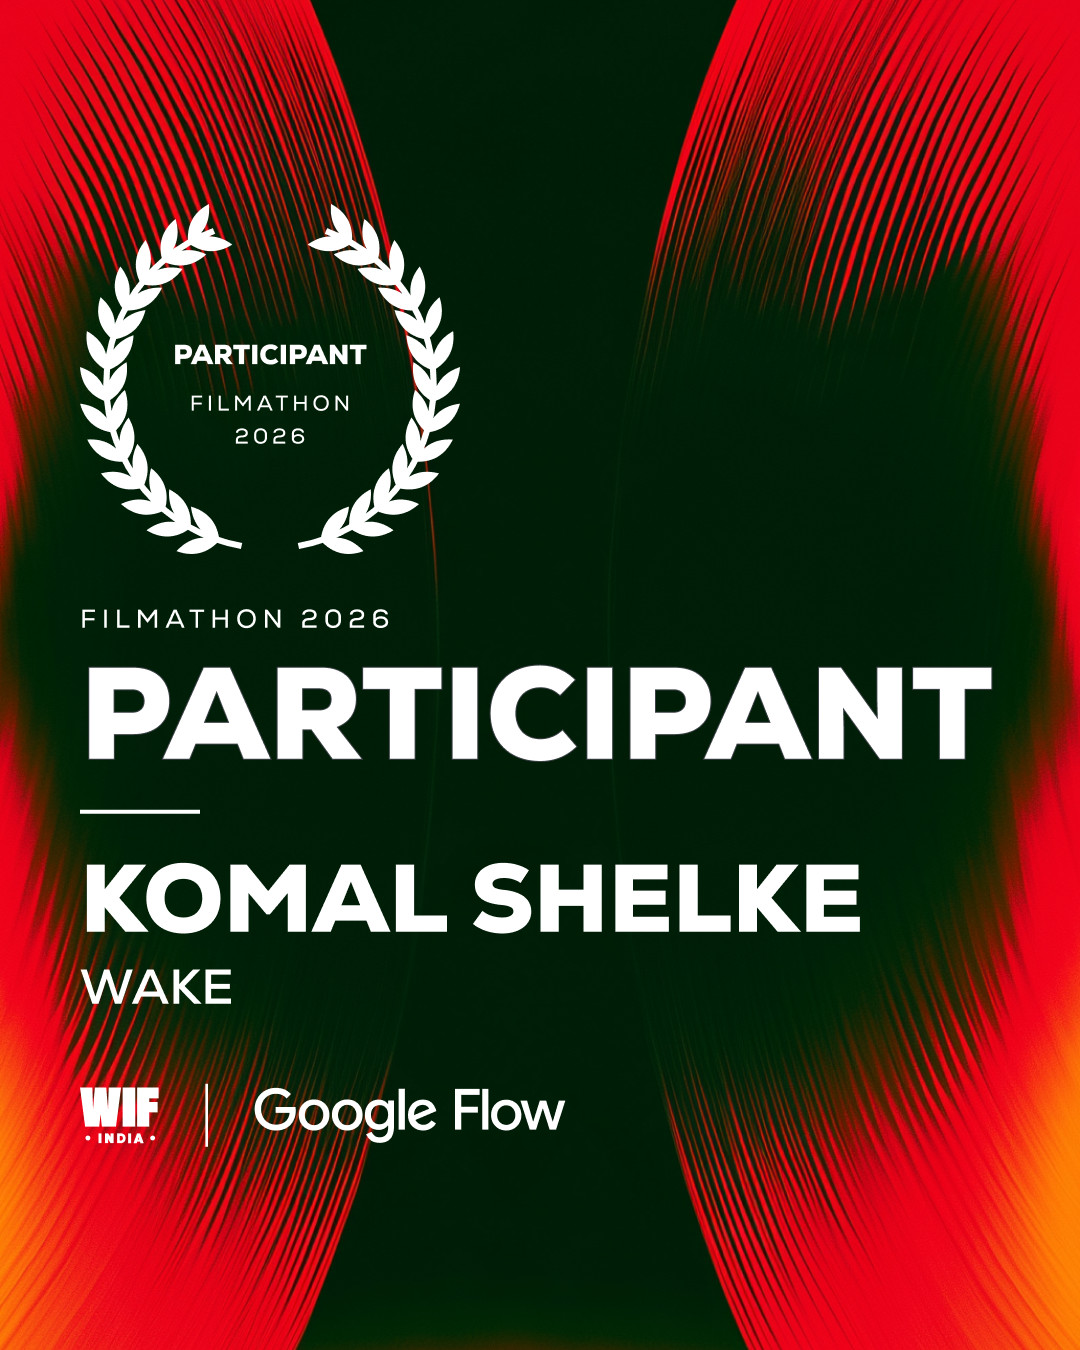 PARTICIPANT
FILMATHON
2026
FILMATHON 2026
PARTICIPANT
KOMAL SHELKE
WAKE
WIF
• INDIA •
Google Flow